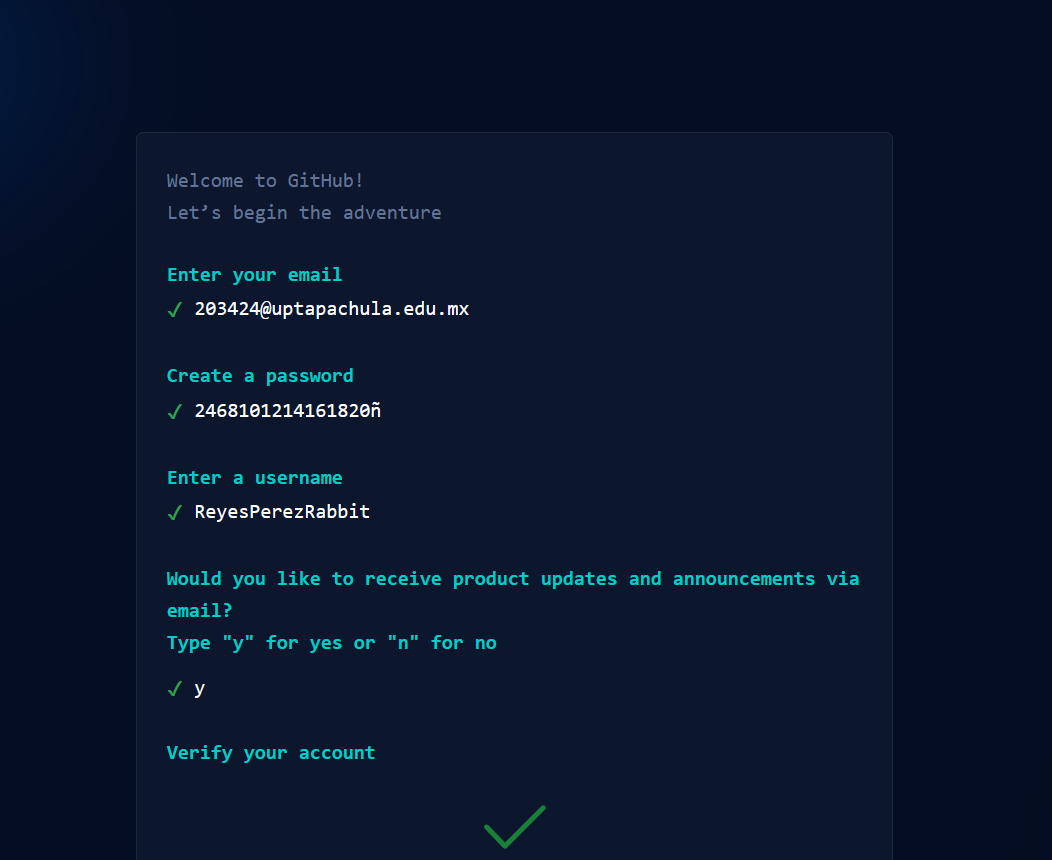 Welcome to GitHub!
Let’s begin the adventure
Enter your email
✓ 203424@uptapachula.edu.mx
Create a password
✓ 2468101214161820ñ
Enter a username
✓ ReyesPerezRabbit
Would you like to receive product updates and announcements via
email?
Type "y" for yes or "n" for no
✓ y
Verify your account